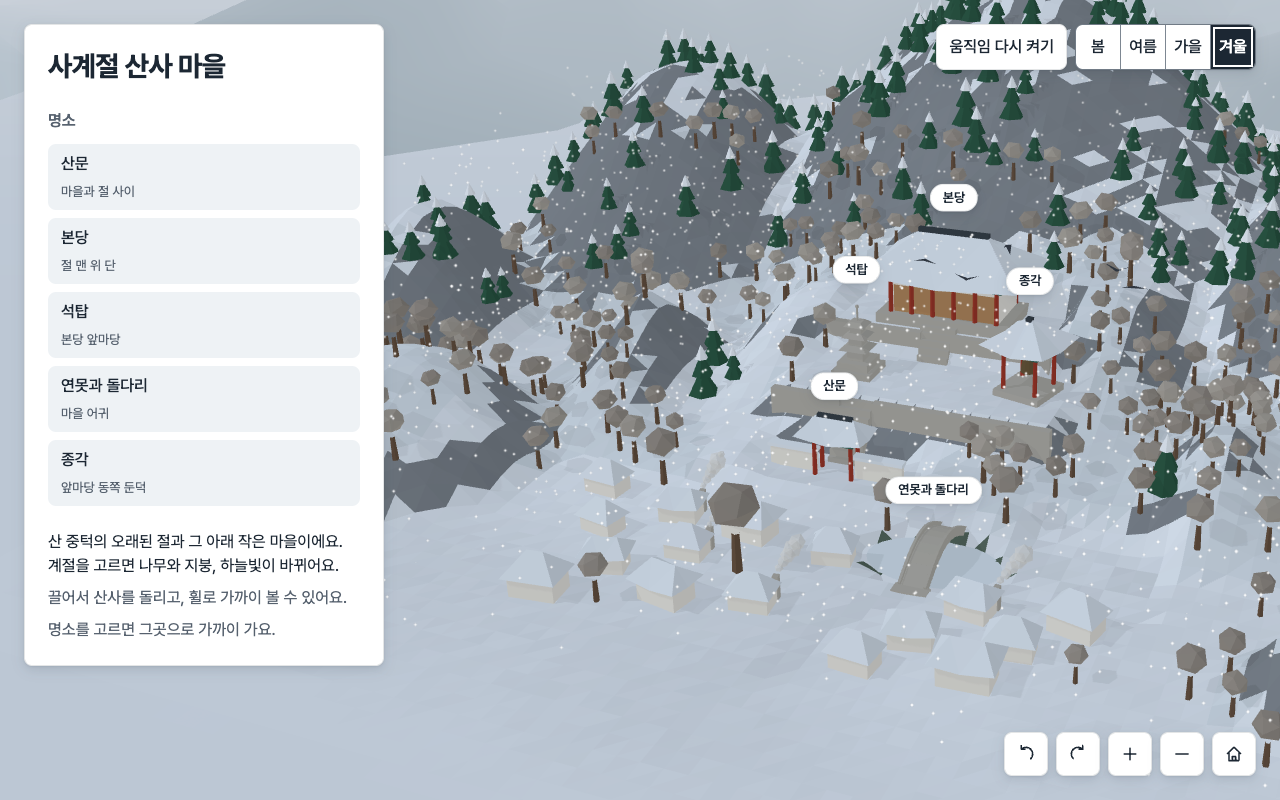 사계절 산사 마을
명소
산문
마을과 절 사이
본당
절 맨 위 단
석탑
본당 앞마당
연못과 돌다리
마을 어귀
종각
앞마당 동쪽 둔덕
산 중턱의 오래된 절과 그 아래 작은 마을이에요.
계절을 고르면 나무와 지붕, 하늘빛이 바뀌어요.
끌어서 산사를 돌리고, 휠로 가까이 볼 수 있어요.
명소를 고르면 그곳으로 가까이 가요.
움직임 다시 켜기
봄 여름 가을 겨울
본당
석탑
종각
산문
연못과 돌다리